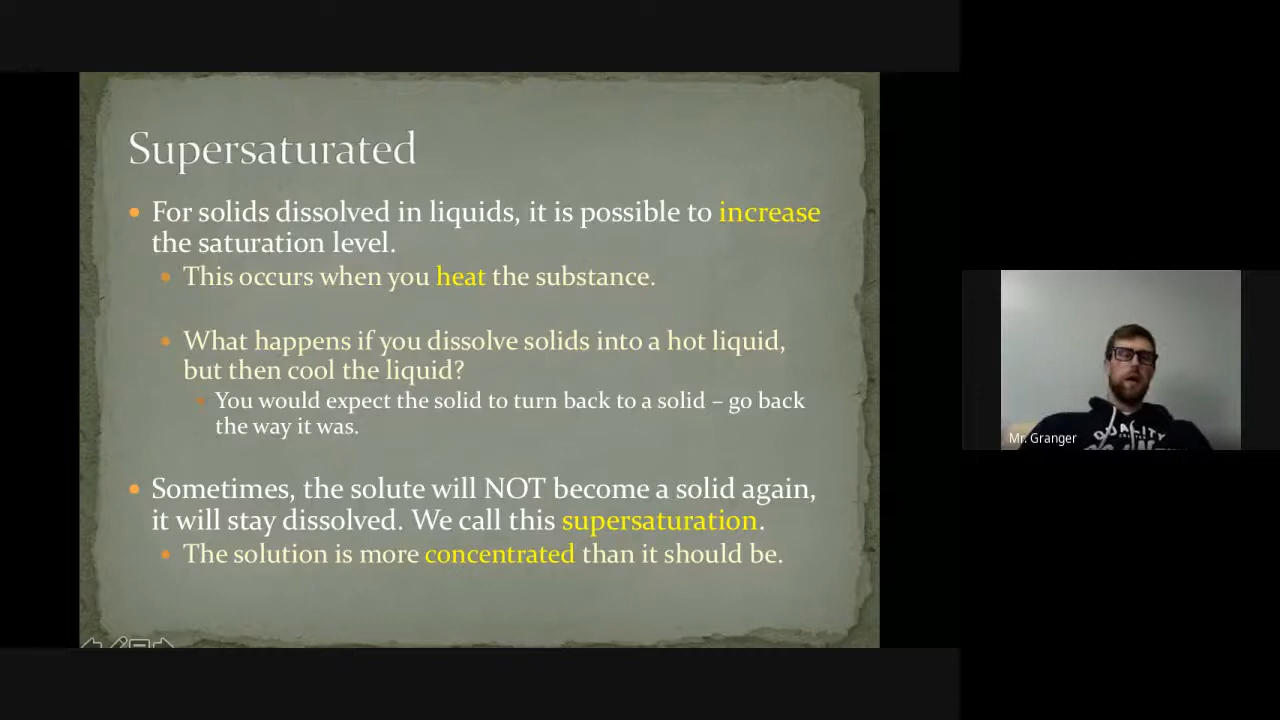 Supersaturated
• For solids dissolved in liquids, it is possible to increase
the saturation level.
• This occurs when you heat the substance.
• What happens if you dissolve solids into a hot liquid,
but then cool the liquid?
• You would expect the solid to turn back to a solid – go back
the way it was.
• Sometimes, the solute will NOT become a solid again,
it will stay dissolved. We call this supersaturation.
• The solution is more concentrated than it should be.
Mr. Granger
QUALITY